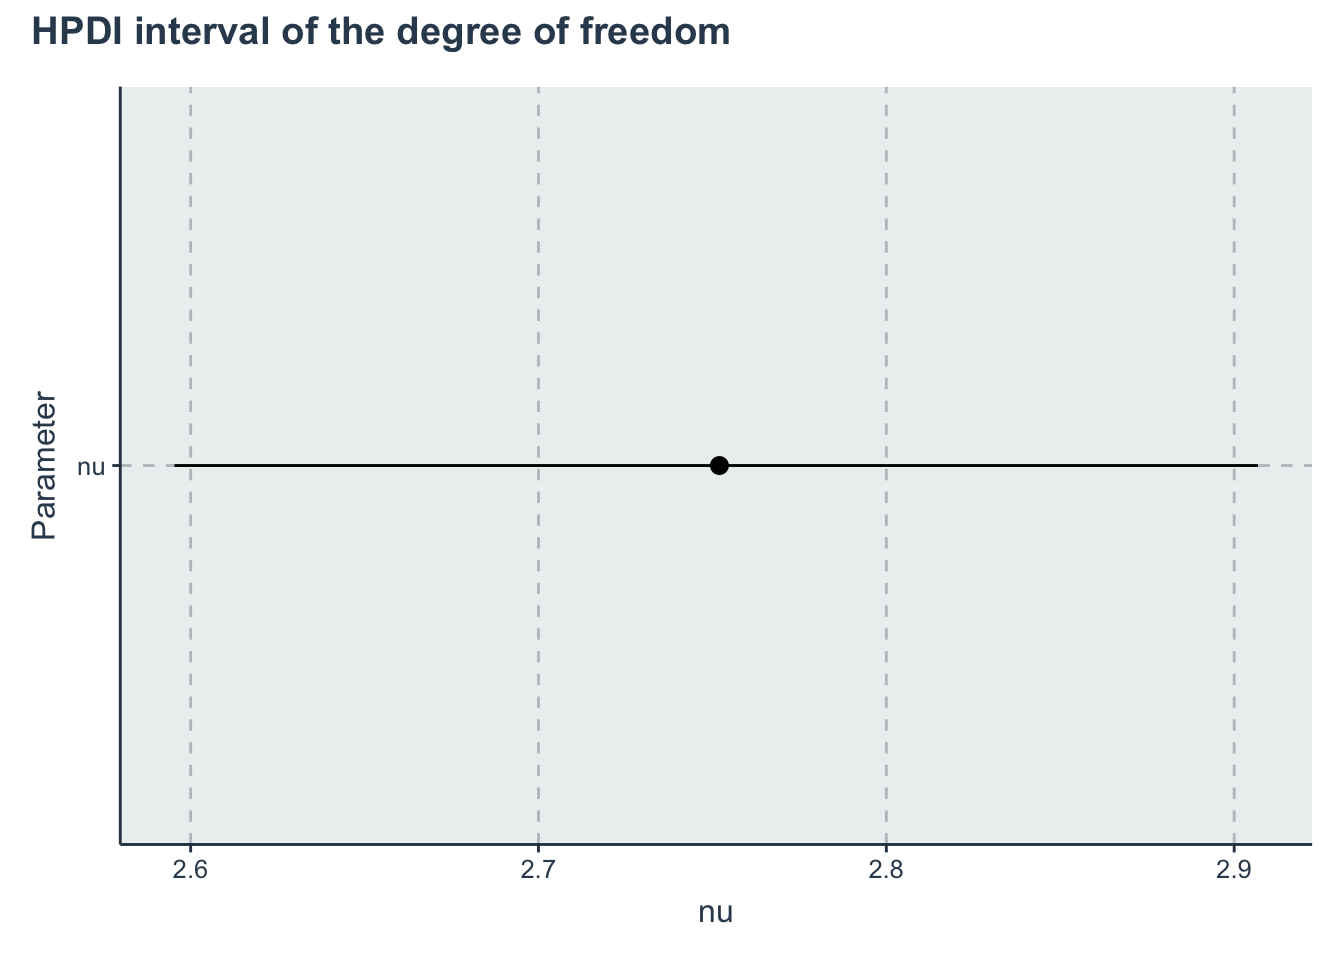 HPDI interval of the degree of freedom
Parameter
nu
2.6 2.7 2.8 2.9
nu